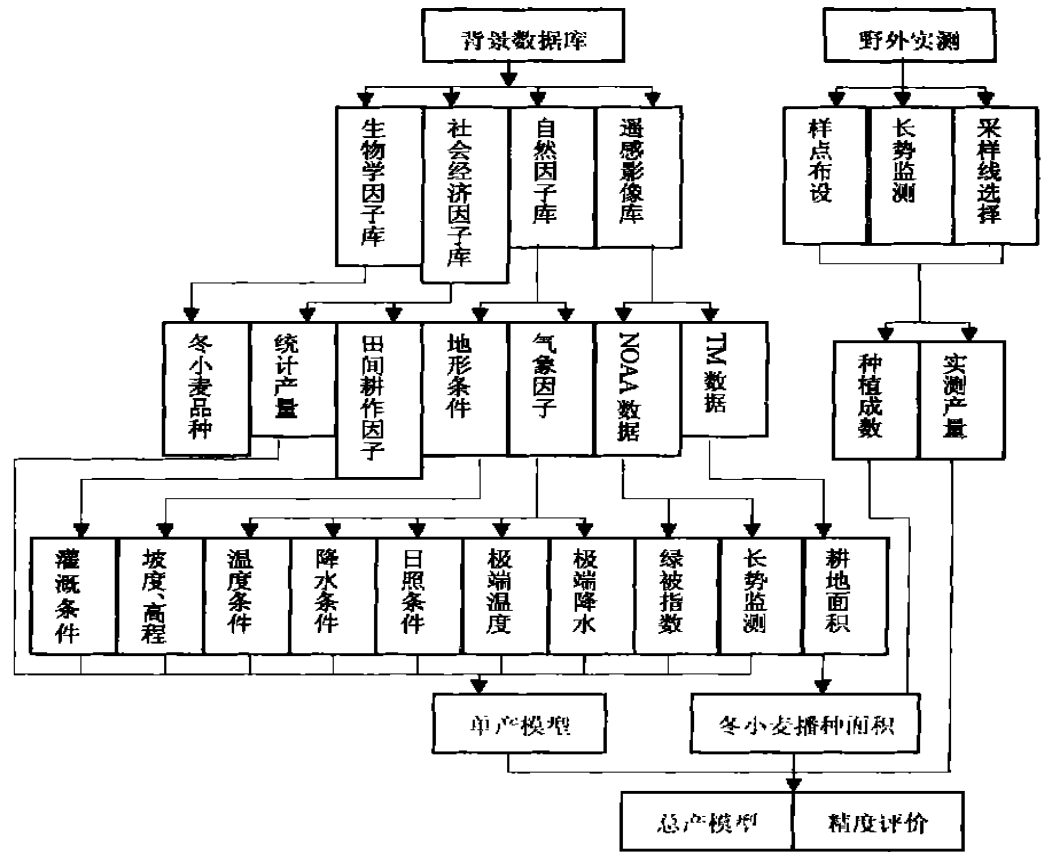 背景数据库
野外实测
生物学因子库
社会经济因子库
自然因子库
遥感影像库
样点布设
长势监测
采样线选择
冬小麦品种
统计产量
田间耕作因子
地形条件
气象因子
NOAA数据
TM数据
种植成数
实测产量
灌溉条件
坡度、高程
温度条件
降水条件
日照条件
极端温度
极端降水
绿被指数
长势监测
耕地面积
单产模型
冬小麦播种面积
总产模型
精度评价